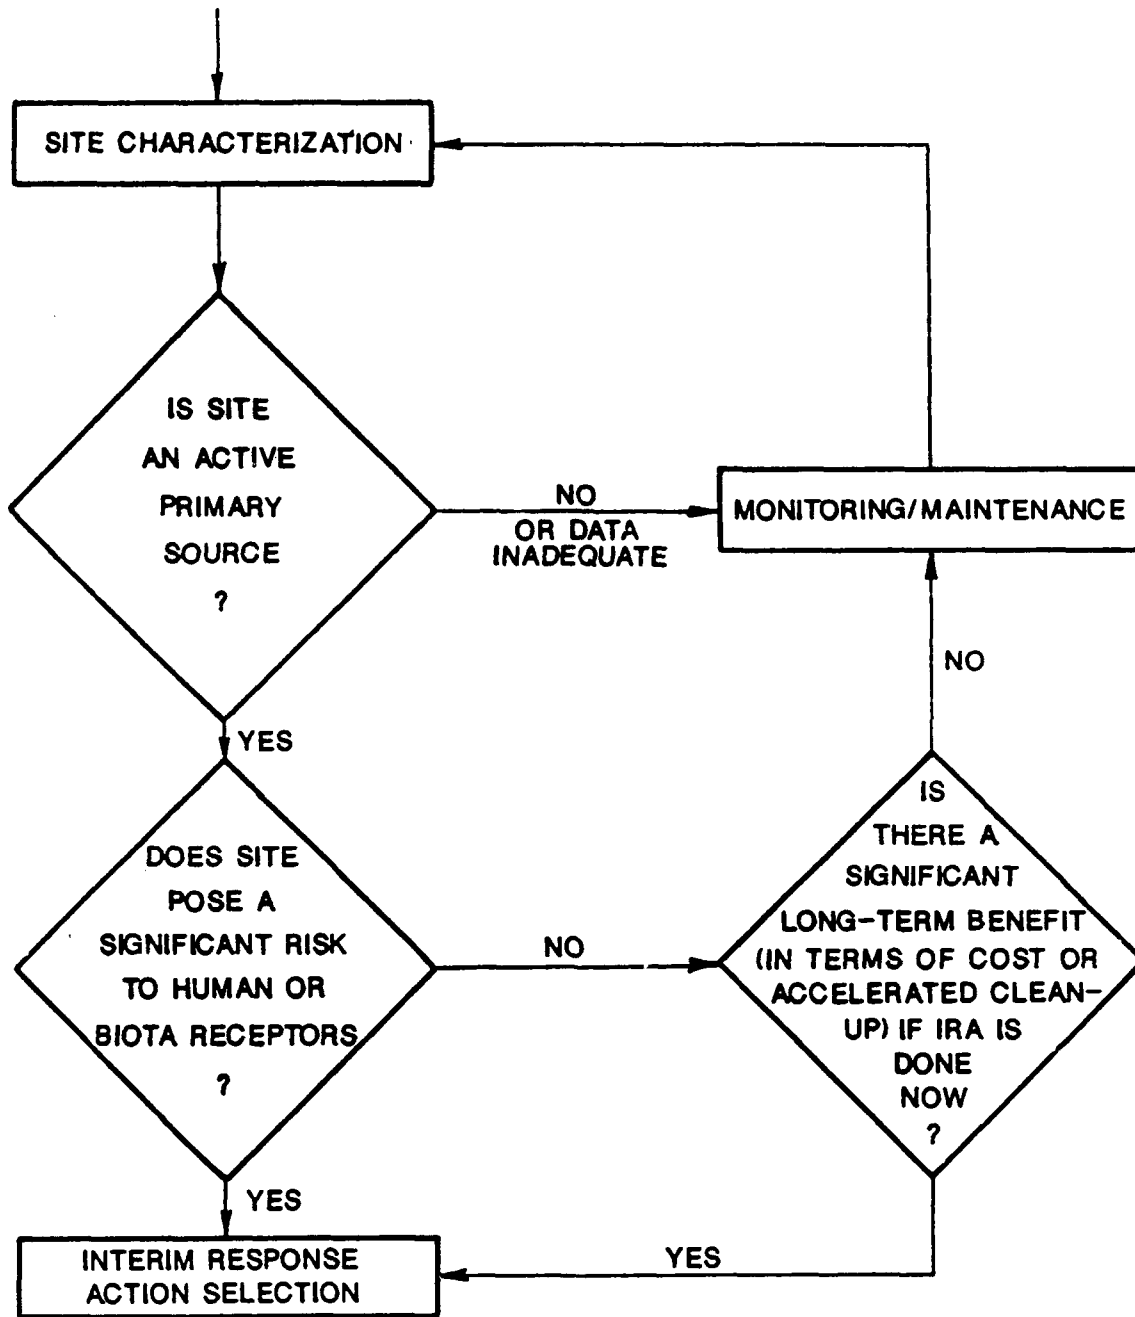 SITE CHARACTERIZATION
IS SITE
AN ACTIVE
PRIMARY
SOURCE
?
NO
OR DATA
INADEQUATE
MONITORING/MAINTENANCE
YES
NO
DOES SITE
POSE A
SIGNIFICANT RISK
TO HUMAN OR
BIOTA RECEPTORS
?
NO
IS
THERE A
SIGNIFICANT
LONG-TERM BENEFIT
(IN TERMS OF COST OR
ACCELERATED CLEAN-
UP) IF IRA IS
DONE
NOW
?
YES
YES
INTERIM RESPONSE
ACTION SELECTION